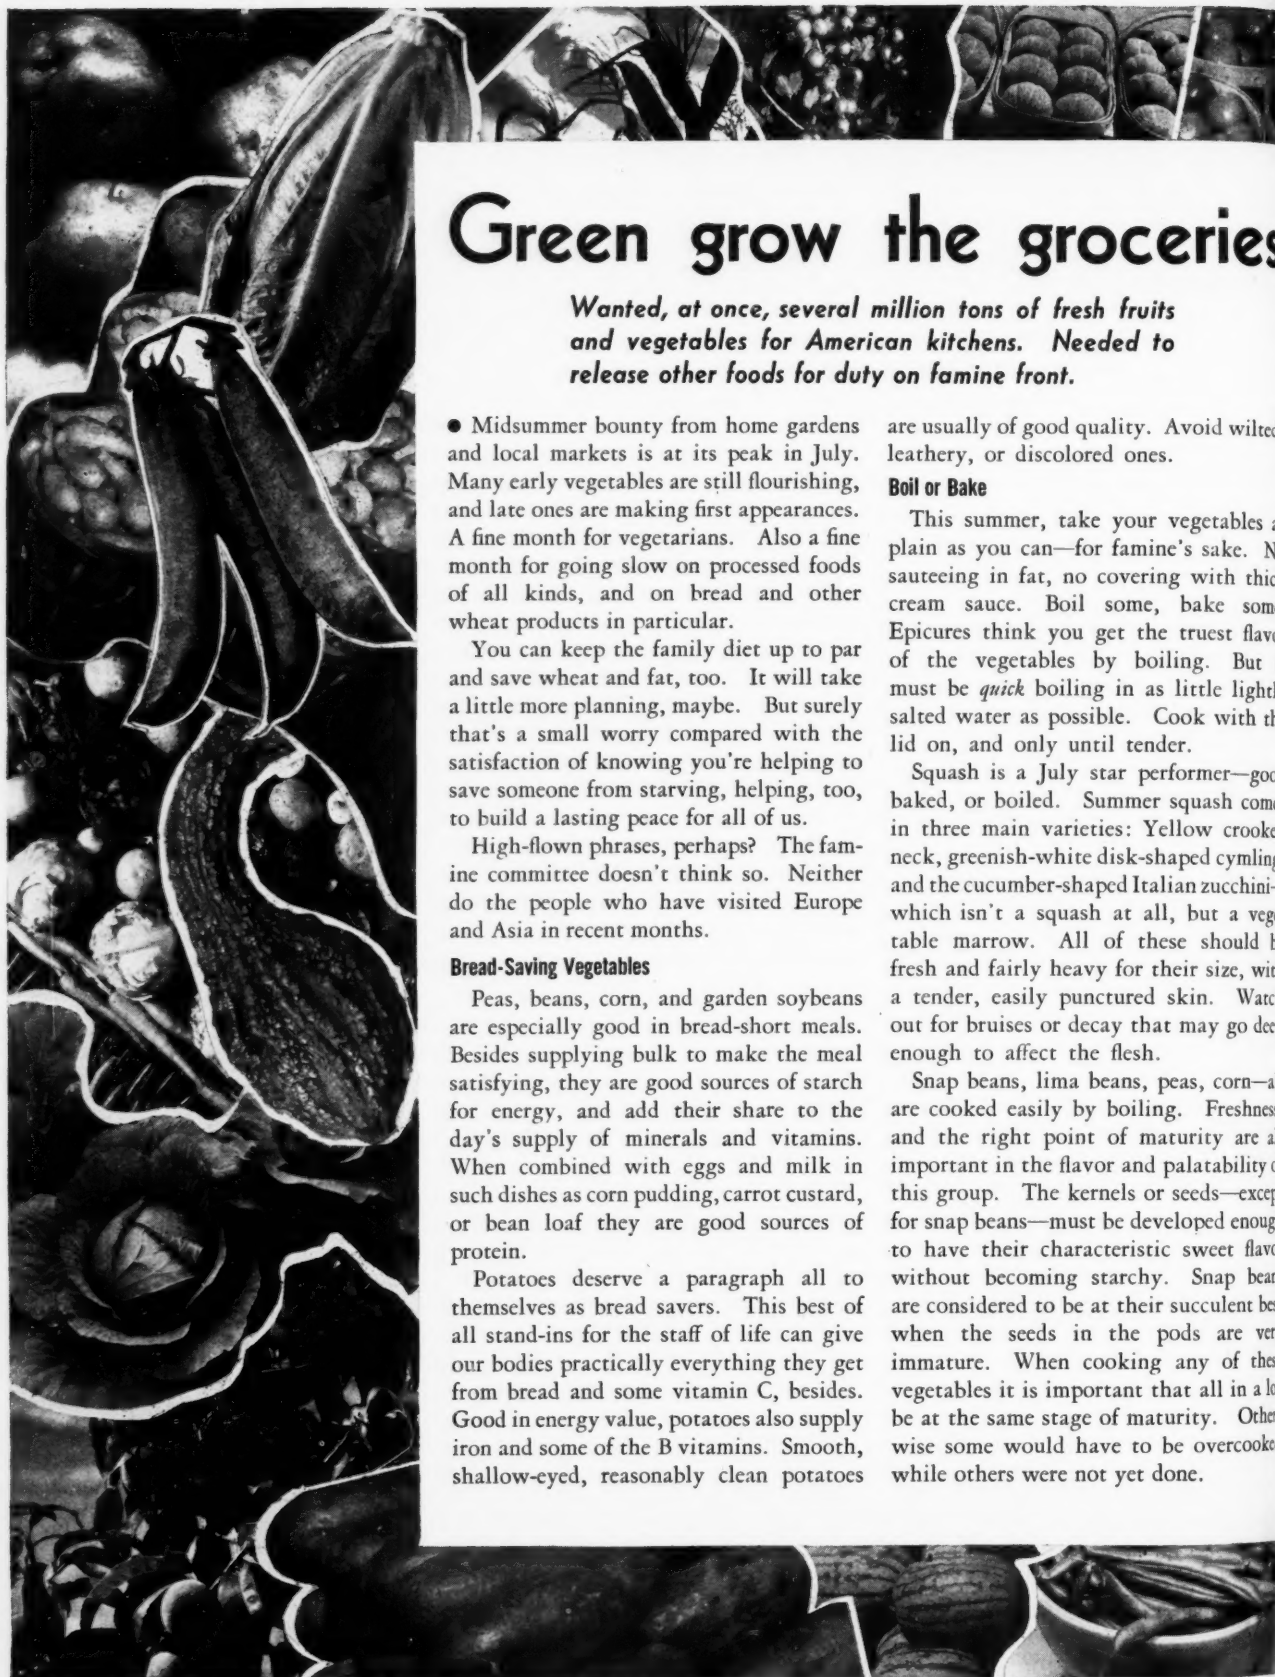 Green grow the groceries
Wanted, at once, several million tons of fresh fruits
and vegetables for American kitchens. Needed to
release other foods for duty on famine front.
● Midsummer bounty from home gardens
and local markets is at its peak in July.
Many early vegetables are still flourishing,
and late ones are making first appearances.
A fine month for vegetarians. Also a fine
month for going slow on processed foods
of all kinds, and on bread and other
wheat products in particular.
You can keep the family diet up to par
and save wheat and fat, too. It will take
a little more planning, maybe. But surely
that's a small worry compared with the
satisfaction of knowing you're helping to
save someone from starving, helping, too,
to build a lasting peace for all of us.
High-flown phrases, perhaps? The fam-
ine committee doesn't think so. Neither
do the people who have visited Europe
and Asia in recent months.
Bread-Saving Vegetables
Peas, beans, corn, and garden soybeans
are especially good in bread-short meals.
Besides supplying bulk to make the meal
satisfying, they are good sources of starch
for energy, and add their share to the
day's supply of minerals and vitamins.
When combined with eggs and milk in
such dishes as corn pudding, carrot custard,
or bean loaf they are good sources of
protein.
Potatoes deserve a paragraph all to
themselves as bread savers. This best of
all stand-ins for the staff of life can give
our bodies practically everything they get
from bread and some vitamin C, besides.
Good in energy value, potatoes also supply
iron and some of the B vitamins. Smooth,
shallow-eyed, reasonably clean potatoes
are usually of good quality. Avoid wilted
leathery, or discolored ones.
Boil or Bake
This summer, take your vegetables
plain as you can—for famine's sake.
sauteeing in fat, no covering with
cream sauce. Boil some, bake
Epicures think you get the truest
of the vegetables by boiling. But
must be quick boiling in as little
salted water as possible. Cook with
lid on, and only until tender.
Squash is a July star performer—
baked, or boiled. Summer squash
in three main varieties: Yellow
neck, greenish-white disk-shaped cymling
and the cucumber-shaped Italian zucchini-
which isn't a squash at all, but a
table marrow. All of these should
fresh and fairly heavy for their size,
a tender, easily punctured skin.
out for bruises or decay that may go
enough to affect the flesh.
Snap beans, lima beans, peas, corn—
are cooked easily by boiling. Freshness
and the right point of maturity are
important in the flavor and palatability
this group. The kernels or seeds—
for snap beans—must be developed
to have their characteristic sweet
without becoming starchy. Snap
are considered to be at their succulent
when the seeds in the pods are
immature. When cooking any of
vegetables it is important that all in a
be at the same stage of maturity.
wise some would have to be
while others were not yet done.